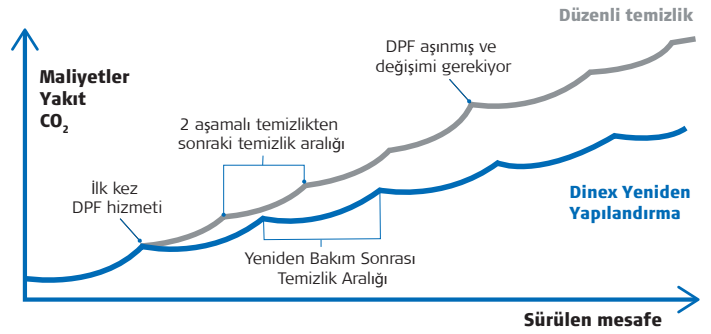 Düzenli temizlik
DPF aşınmış ve
değişimi gerekiyor
Maliyetler
Yakıt
CO₂
2 aşamalı temizlikten
sonraki temizlik aralığı
İlk kez
DPF hizmeti
Dinex Yeniden
Yapılandırma
Yeniden Bakım Sonrası
Temizlik Aralığı
Sürülen mesafe